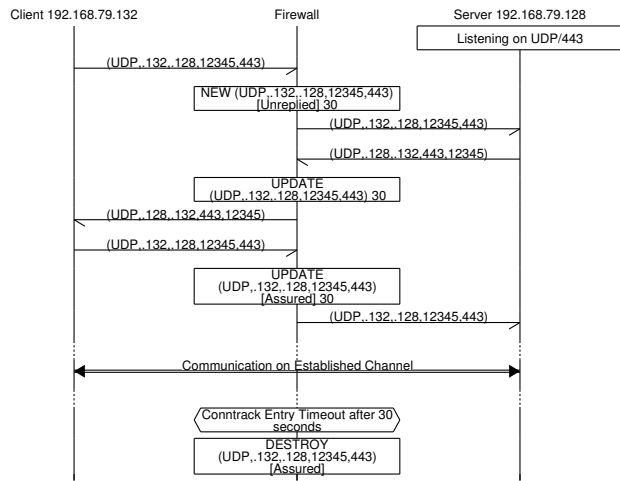 Client 192.168.79.132
Firewall
Server 192.168.79.128
Listening on UDP/443
(UDP,.132,.128,12345,443)
NEW (UDP,.132,.128,12345,443)
[Unreplied] 30
(UDP,.132,.128,12345,443)
(UDP,.128,.132,443,12345)
UPDATE
(UDP,.132,.128,12345,443) 30
(UDP,.128,.132,443,12345)
(UDP,.132,.128,12345,443)
UPDATE
(UDP,.132,.128,12345,443)
[Assured] 30
(UDP,.132,.128,12345,443)
Communication on Established Channel
Conntrack Entry Timeout after 30
seconds
DESTROY
(UDP,.132,.128,12345,443)
[Assured]